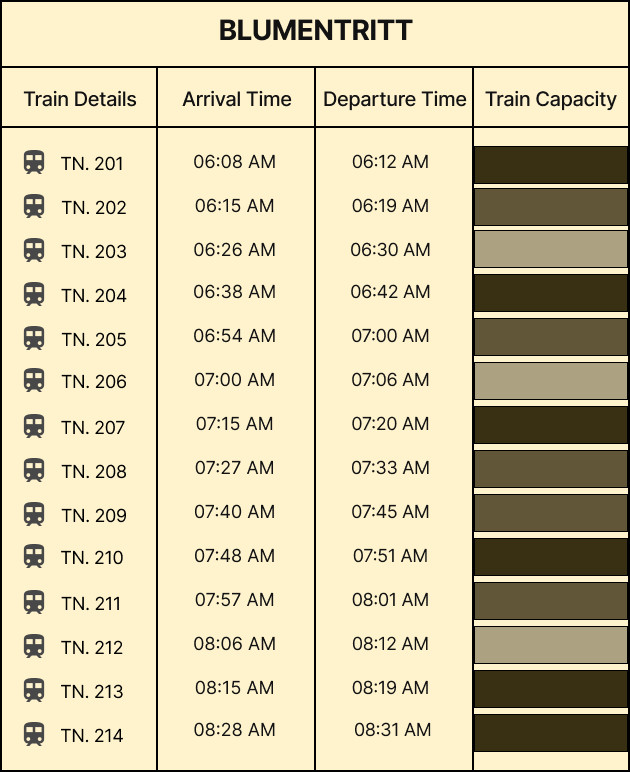 BLUMENTRITT
Train Details Arrival Time Departure Time Train Capacity
TN. 201 06:08 AM 06:12 AM
TN. 202 06:15 AM 06:19 AM
TN. 203 06:26 AM 06:30 AM
TN. 204 06:38 AM 06:42 AM
TN. 205 06:54 AM 07:00 AM
TN. 206 07:00 AM 07:06 AM
TN. 207 07:15 AM 07:20 AM
TN. 208 07:27 AM 07:33 AM
TN. 209 07:40 AM 07:45 AM
TN. 210 07:48 AM 07:51 AM
TN. 211 07:57 AM 08:01 AM
TN. 212 08:06 AM 08:12 AM
TN. 213 08:15 AM 08:19 AM
TN. 214 08:28 AM 08:31 AM